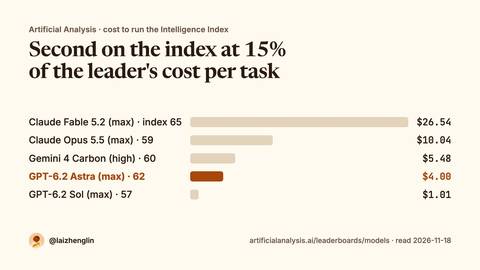 Artificial Analysis · cost to run the Intelligence Index
Second on the index at 15%
of the leader's cost per task
Claude Fable 5.2 (max) · index 65 $26.54
Claude Opus 5.5 (max) · 59 $10.04
Gemini 4 Carbon (high) · 60 $5.48
GPT-6.2 Astra (max) · 62 $4.00
GPT-6.2 Sol (max) · 57 $1.01
@laizhenglin artificialanalysis.ai/leaderboards/models · read 2026-11-18